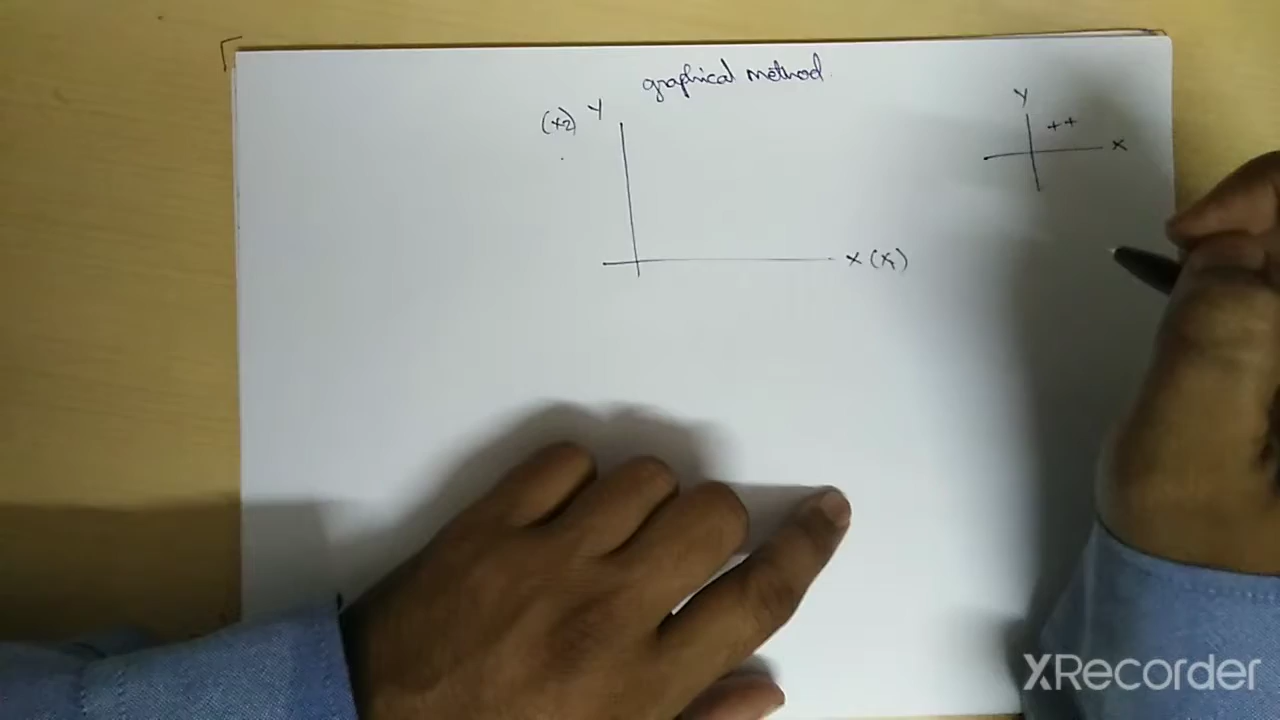 graphical method.
(x2) Y
X (x1)
Y
++
X
XRecorder